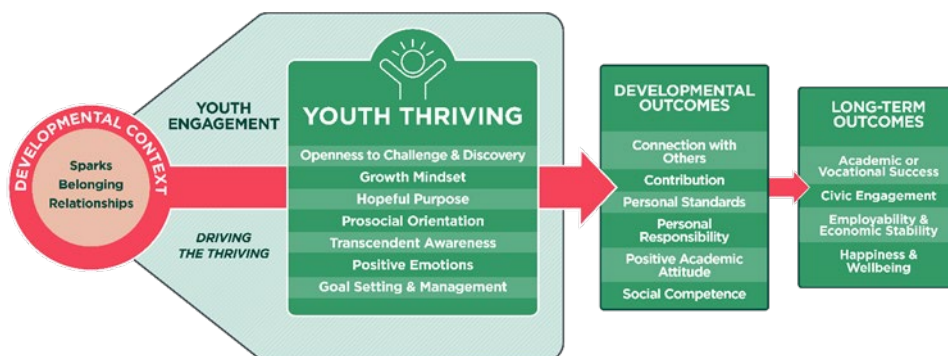 DEVELOPMENTAL CONTEXT
Sparks
Belonging
Relationships
YOUTH
ENGAGEMENT
DRIVING
THE THRIVING
YOUTH THRIVING
Openness to Challenge & Discovery
Growth Mindset
Hopeful Purpose
Prosocial Orientation
Transcendent Awareness
Positive Emotions
Goal Setting & Management
DEVELOPMENTAL
OUTCOMES
Connection with
Others
Contribution
Personal Standards
Personal
Responsibility
Positive Academic
Attitude
Social Competence
LONG-TERM
OUTCOMES
Academic or
Vocational Success
Civic Engagement
Employability &
Economic Stability
Happiness &
Wellbeing